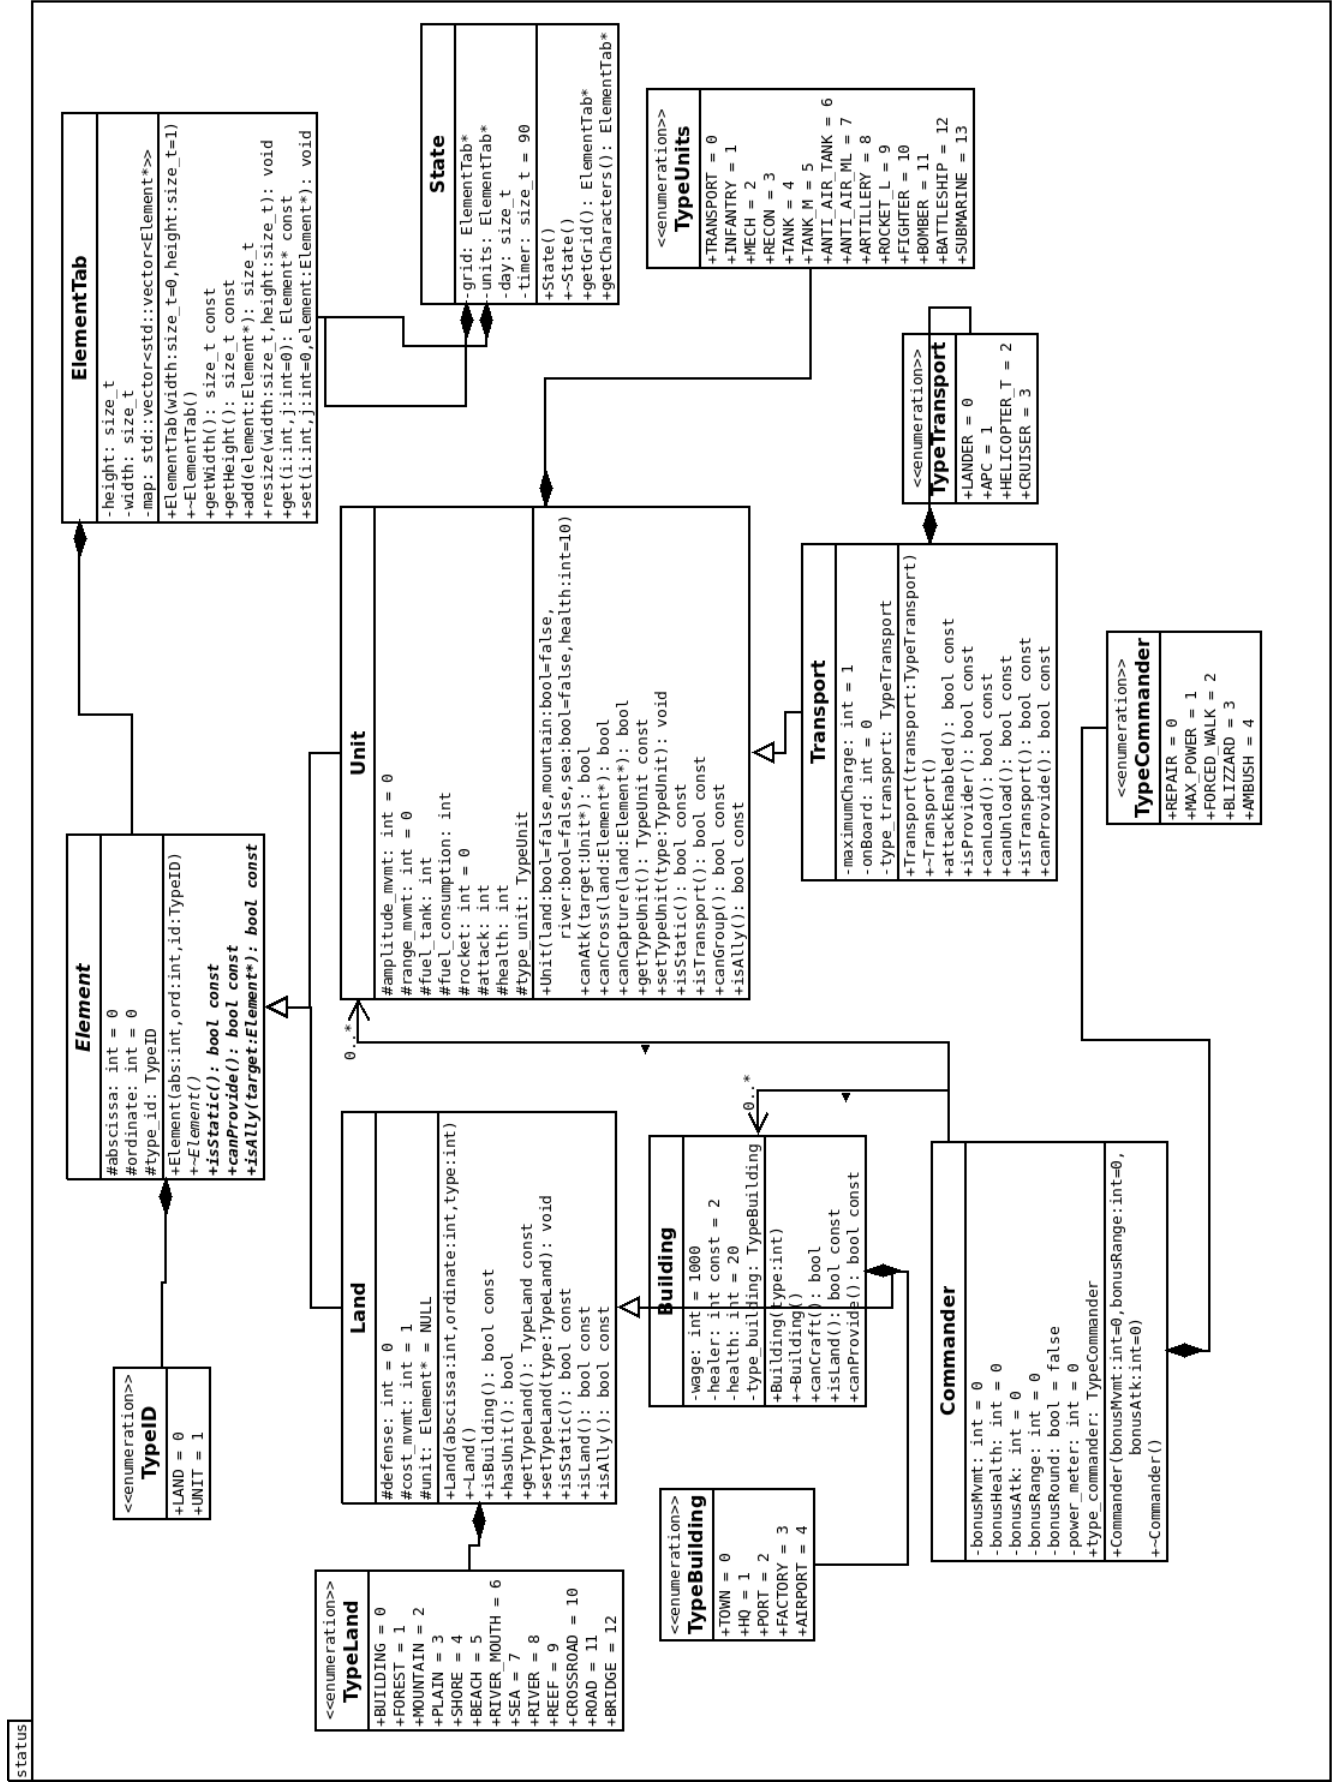 status
<<enumeration>>
TypeID
+LAND = 0
+UNIT = 1
Element
#abscissa: int = 0
#ordinate: int = 0
#type_id: TypeID
+Element(abs:int,ord:int,id:TypeID)
+~Element()
+isStatic(): bool const
+canProvide(): bool const
+isAlly(target:Element*): bool const
ElementTab
-height: size_t
-width: size_t
-map: std::vector<std::vector<Element*>>
+ElementTab(width:size_t=0,height:size_t=1)
+~ElementTab()
+getWidth(): size_t const
+getHeight(): size_t const
+add(element:Element*): size_t
+resize(width:size_t,height:size_t): void
+get(i:int,j:int=0): Element* const
+set(i:int,j:int=0,element:Element*): void
<<enumeration>>
TypeLand
+BUILDING = 0
+FOREST = 1
+MOUNTAIN = 2
+PLAIN = 3
+SHORE = 4
+BEACH = 5
+RIVER_MOUTH = 6
+SEA = 7
+RIVER = 8
+REEF = 9
+CROSSROAD = 10
+ROAD = 11
+BRIDGE = 12
Land
#defense: int = 0
#cost_mvmt: int = 1
#unit: Element* = NULL
+Land(abscissa:int,ordinate:int,type:int)
+~Land()
+isBuilding(): bool const
+hasUnit(): bool
+getTypeLand(): TypeLand const
+setTypeLand(type:TypeLand): void
+isStatic(): bool const
+isLand(): bool const
+isAlly(): bool const
0..*
Unit
#amplitude_mvmt: int = 0
#range_mvmt: int = 0
#fuel_tank: int
#fuel_consumption: int
#rocket: int = 0
#attack: int
#health: int
#type_unit: TypeUnit
+Unit(land:bool=false,mountain:bool=false,
river:bool=false,sea:bool=false,health:int=10)
+canAtk(target:Unit*): bool
+canCross(land:Element*): bool
+canCapture(land:Element*): bool
+getTypeUnit(): TypeUnit const
+setTypeUnit(type:TypeUnit): void
+isStatic(): bool const
+isTransport(): bool const
+canGroup(): bool const
+isAlly(): bool const
State
-grid: ElementTab*
-units: ElementTab*
-day: size_t
-timer: size_t = 90
+State()
+~State()
+getGrid(): ElementTab*
+getCharacters(): ElementTab*
<<enumeration>>
TypeBuilding
+TOWN = 0
+HQ = 1
+PORT = 2
+FACTORY = 3
+AIRPORT = 4
Building
-wage: int = 1000
-healer: int const = 2
-health: int = 20
-type_building: TypeBuilding
+Building(type:int)
+~Building()
+canCraft(): bool
+isLand(): bool const
+canProvide(): bool const
0..*
<<enumeration>>
TypeUnits
+TRANSPORT = 0
+INFANTRY = 1
+MECH = 2
+RECON = 3
+TANK = 4
+TANK_M = 5
+ANTI_AIR_TANK = 6
+ANTI_AIR_ML = 7
+ARTILLERY = 8
+ROCKET_L = 9
+FIGHTER = 10
+BOMBER = 11
+BATTLESHIP = 12
+SUBMARINE = 13
Transport
-maximumCharge: int = 1
-onBoard: int = 0
-type_transport: TypeTransport
+Transport(transport:TypeTransport)
+~Transport()
+attackEnabled(): bool const
+isProvider(): bool const
+canLoad(): bool const
+canUnload(): bool const
+isTransport(): bool const
+canProvide(): bool const
<<enumeration>>
TypeTransport
+LANDER = 0
+APC = 1
+HELICOPTER_T = 2
+CRUISER = 3
Commander
-bonusMvmt: int = 0
-bonusHealth: int = 0
-bonusAtk: int = 0
-bonusRange: int = 0
-bonusRound: bool = false
-power_meter: int = 0
+type_commander: TypeCommander
+Commander(bonusMvmt:int=0,bonusRange:int=0,
bonusAtk:int=0)
+~Commander()
<<enumeration>>
TypeCommander
+REPAIR = 0
+MAX_POWER = 1
+FORCED_WALK = 2
+BLIZZARD = 3
+AMBUSH = 4